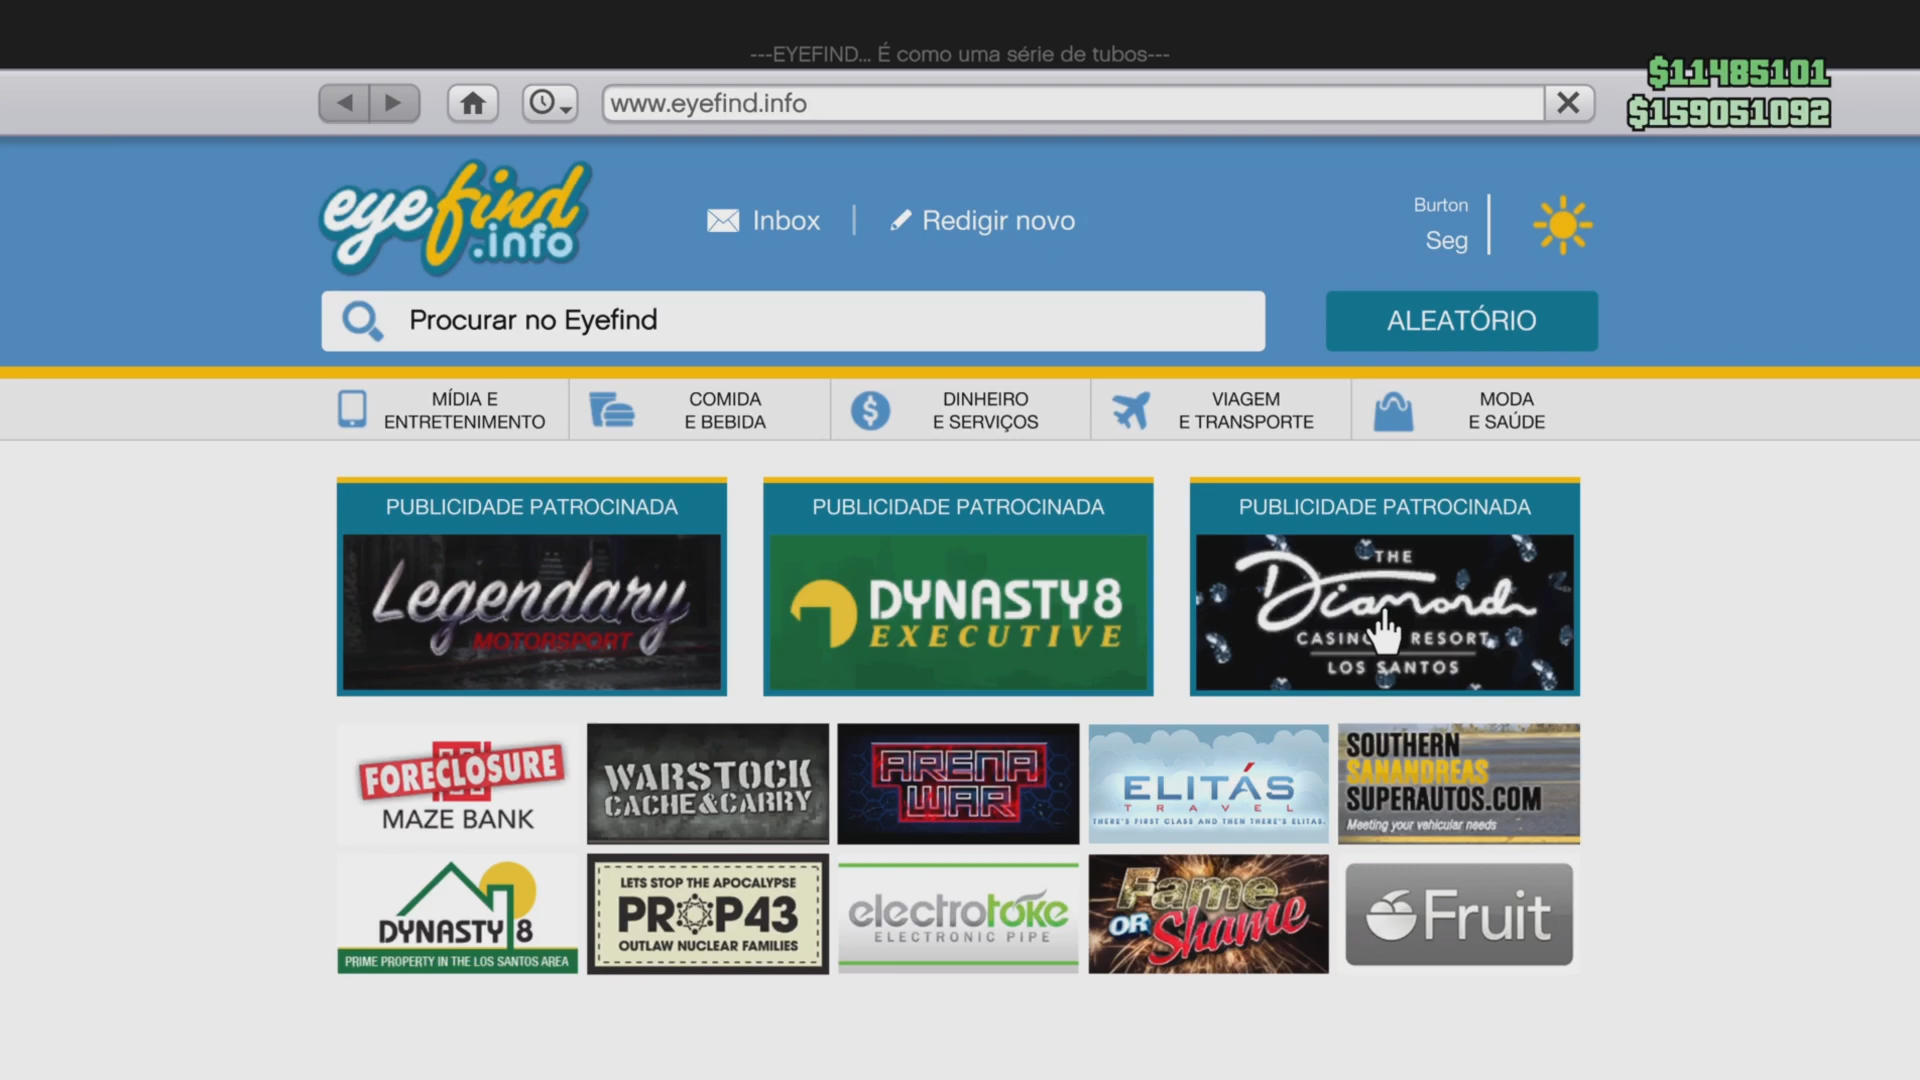 ---EYEFIND... É como uma série de tubos---
$11485101
www.eyefind.info
$159051092
eyefind
.info
Inbox
Redigir novo
Burton
Seg
Procurar no Eyefind
ALEATÓRIO
MÍDIA E
ENTRETENIMENTO
COMIDA
E BEBIDA
DINHEIRO
E SERVIÇOS
VIAGEM
E TRANSPORTE
MODA
E SAÚDE
PUBLICIDADE PATROCINADA
Legendary
MOTORSPORT
PUBLICIDADE PATROCINADA
DYNASTY8
EXECUTIVE
PUBLICIDADE PATROCINADA
THE
Diamond
CASINO RESORT
LOS SANTOS
FORECLOSURE
MAZE BANK
WARSTOCK
CACHE&CARRY
ARENA
WAR
ELITÁS
TRAVEL
THERE'S FIRST CLASS AND THEN THERE'S ELITAS.
SOUTHERN
SANANDREAS
SUPERAUTOS.COM
Meeting your vehicular needs
DYNASTY 8
PRIME PROPERTY IN THE LOS SANTOS AREA
LETS STOP THE APOCALYPSE
PROP43
OUTLAW NUCLEAR FAMILIES
electrotoke
ELECTRONIC PIPE
Fame
OR Shame
Fruit